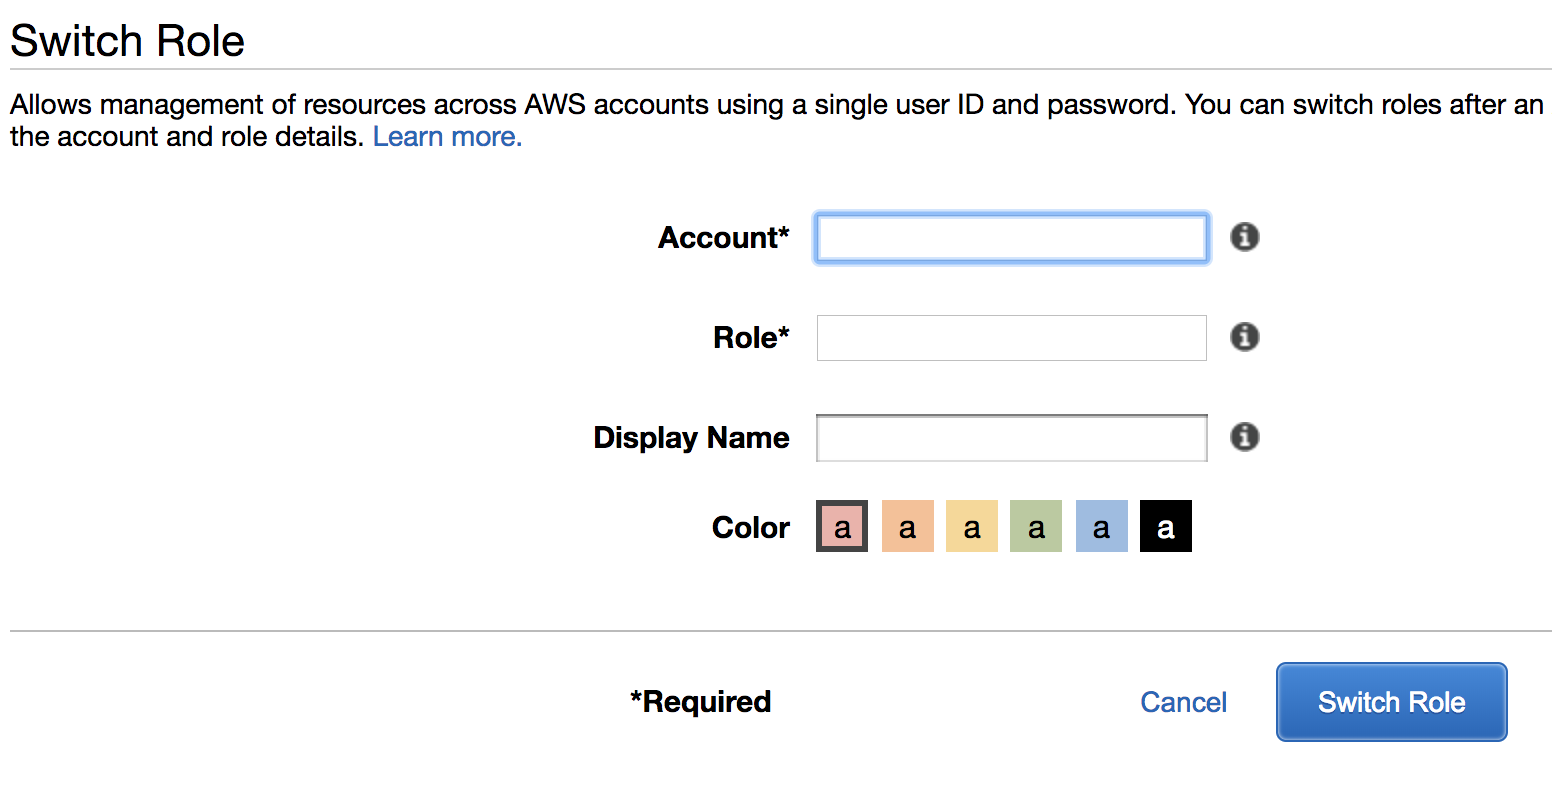 Switch Role
Allows management of resources across AWS accounts using a single user ID and password. You can switch roles after an
the account and role details. Learn more.
Account*
Role*
Display Name
Color a a a a a a
*Required Cancel Switch Role